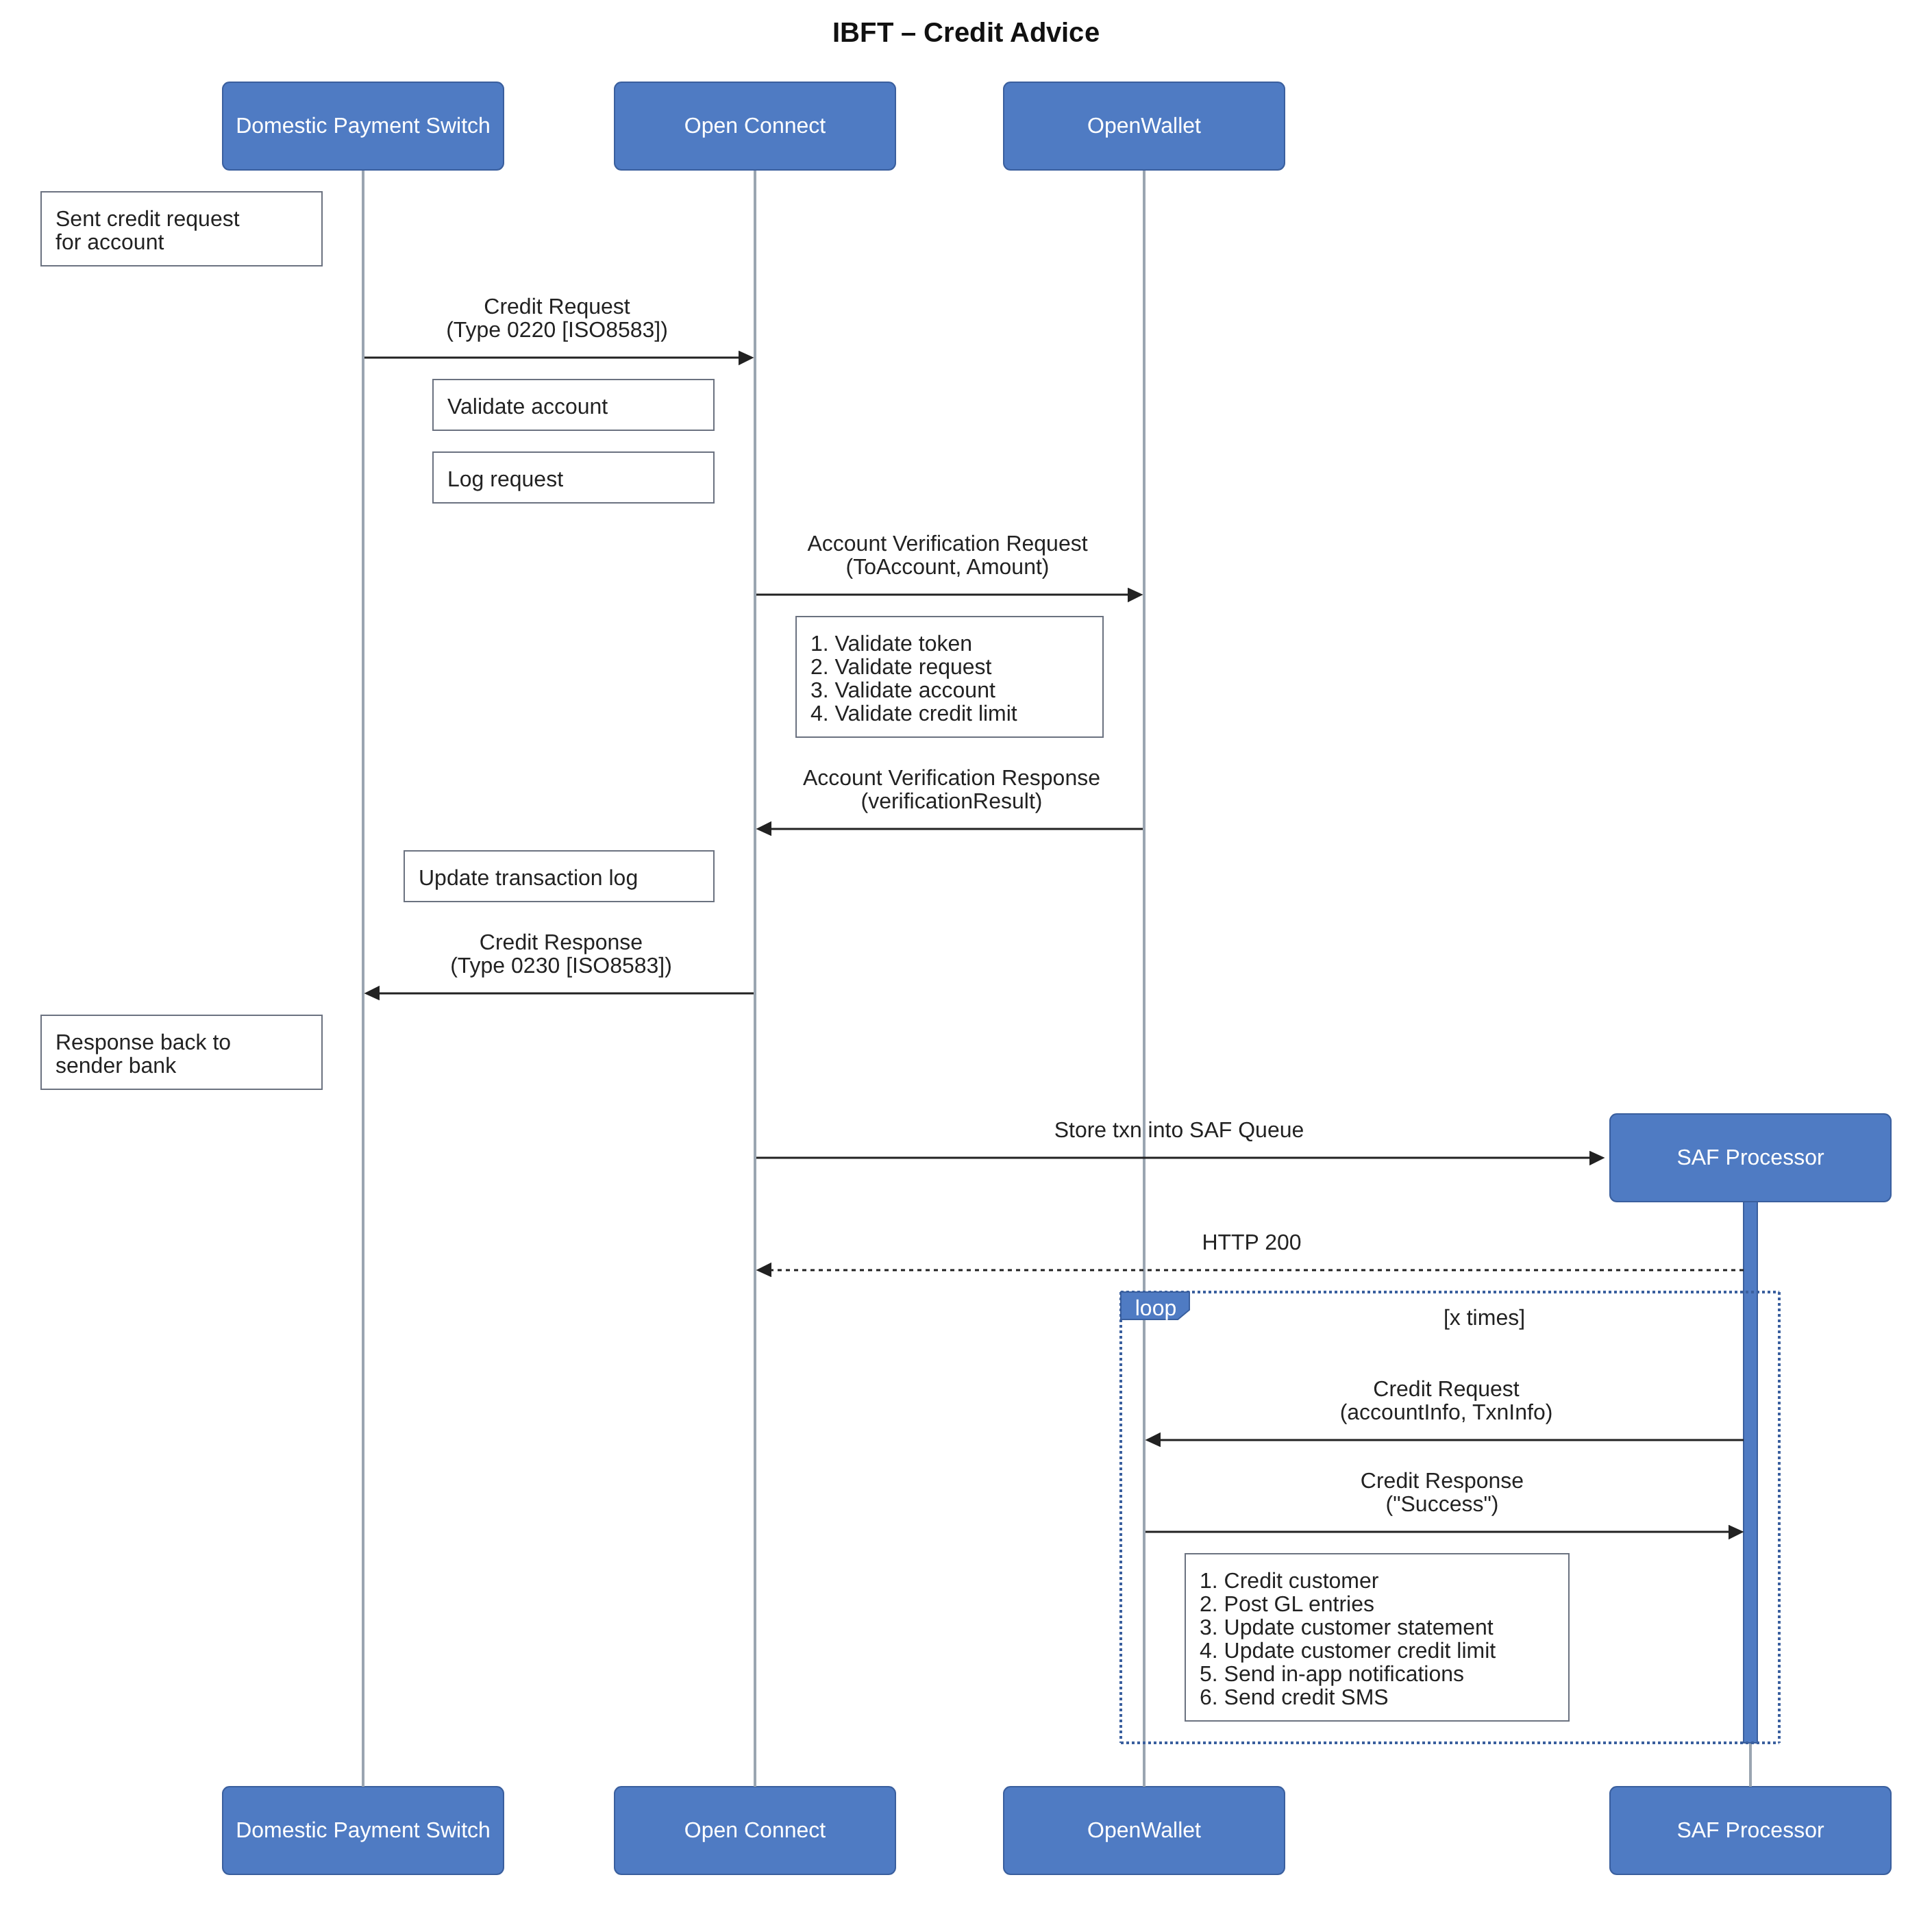 IBFT – Credit Advice
Domestic Payment Switch
Open Connect
OpenWallet
Sent credit request
for account
Credit Request
(Type 0220 [ISO8583])
Validate account
Log request
Account Verification Request
(ToAccount, Amount)
1. Validate token
2. Validate request
3. Validate account
4. Validate credit limit
Account Verification Response
(verificationResult)
Update transaction log
Credit Response
(Type 0230 [ISO8583])
Response back to
sender bank
Store txn into SAF Queue
SAF Processor
HTTP 200
loop
[x times]
Credit Request
(accountInfo, TxnInfo)
Credit Response
("Success")
1. Credit customer
2. Post GL entries
3. Update customer statement
4. Update customer credit limit
5. Send in-app notifications
6. Send credit SMS
Domestic Payment Switch
Open Connect
OpenWallet
SAF Processor